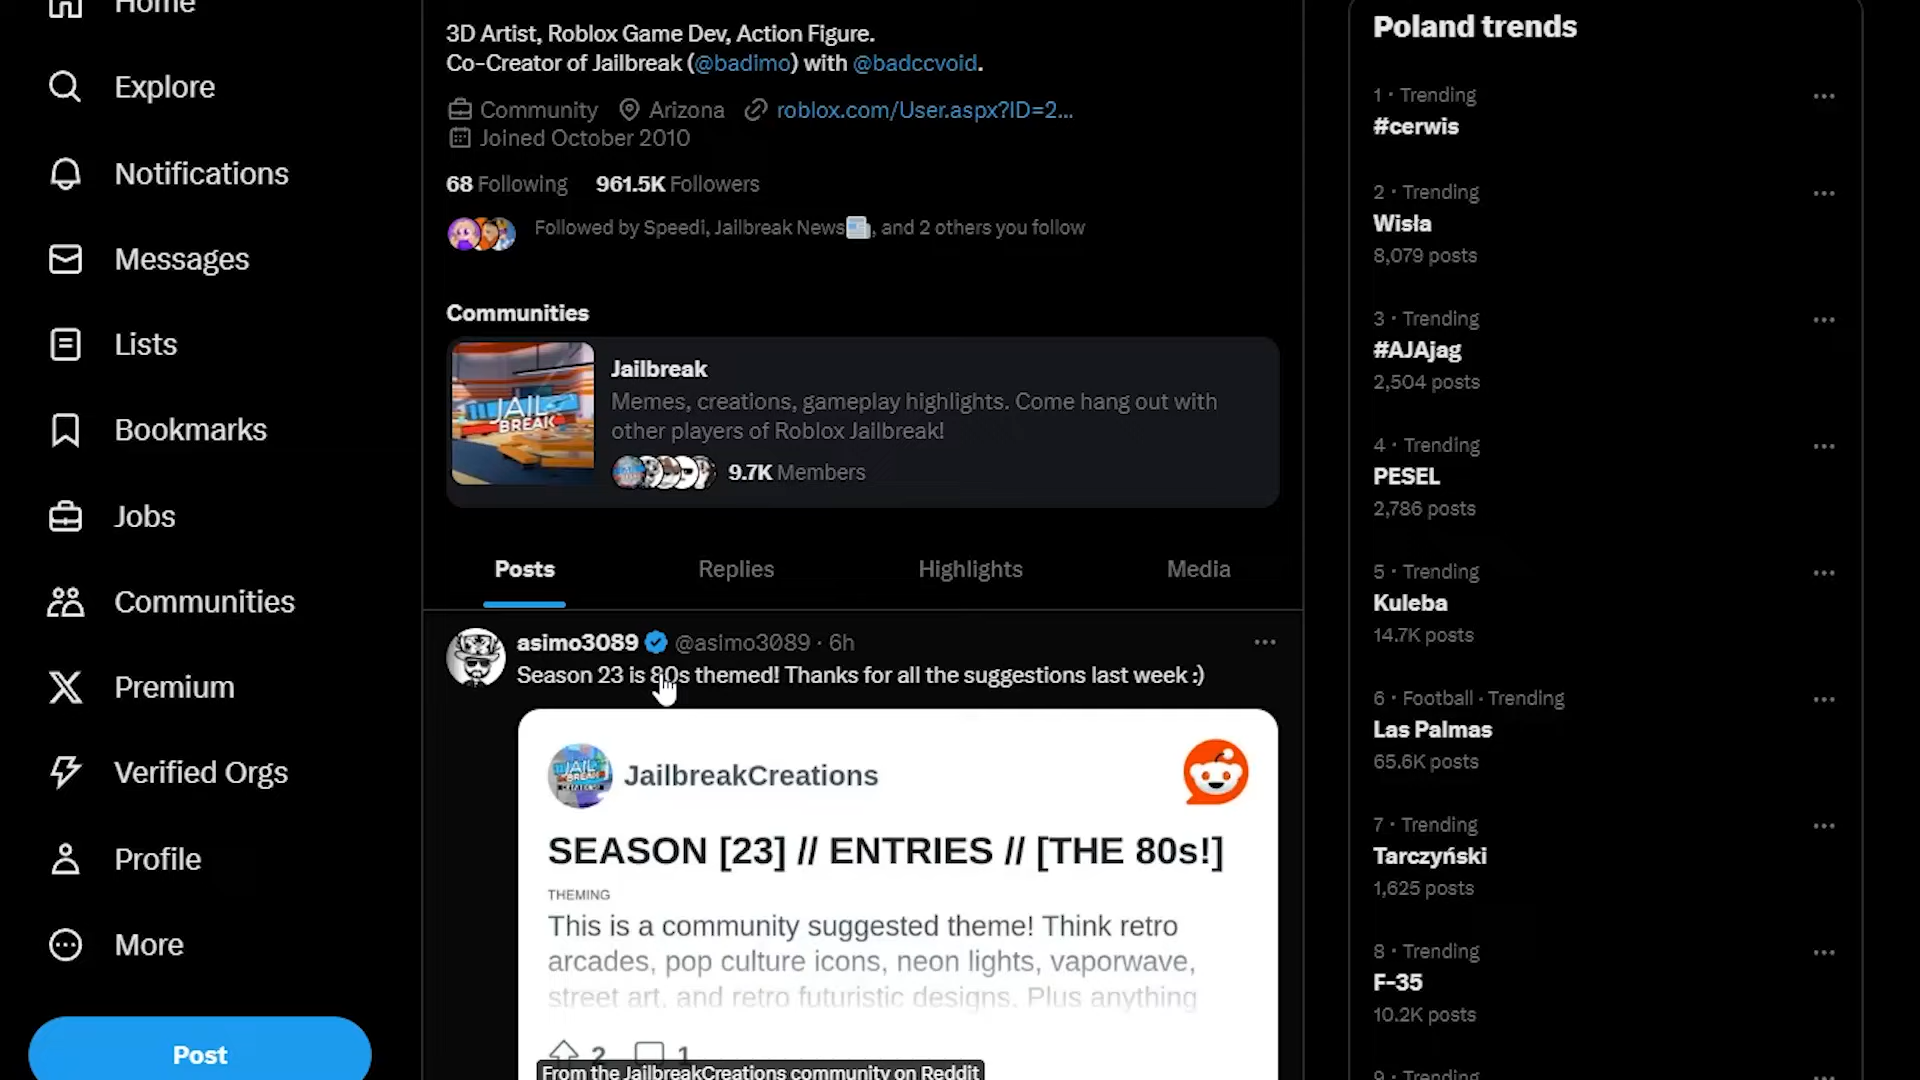 Home
Explore
Notifications
Messages
Lists
Bookmarks
Jobs
Communities
Premium
Verified Orgs
Profile
More
Post
3D Artist, Roblox Game Dev, Action Figure.
Co-Creator of Jailbreak (@badimo) with @badccvoid.
Community Arizona roblox.com/User.aspx?ID=2...
Joined October 2010
68 Following 961.5K Followers
Followed by Speedi, Jailbreak News📰, and 2 others you follow
Communities
JAIL
BREAK
Jailbreak
Memes, creations, gameplay highlights. Come hang out with
other players of Roblox Jailbreak!
9.7K Members
Posts Replies Highlights Media
asimo3089 @asimo3089 · 6h
Season 23 is 80s themed! Thanks for all the suggestions last week :)
JAIL
BREAK
CREATIONS
JailbreakCreations
SEASON [23] // ENTRIES // [THE 80s!]
THEMING
This is a community suggested theme! Think retro
arcades, pop culture icons, neon lights, vaporwave,
street art, and retro futuristic designs. Plus anything
2 1
From the JailbreakCreations community on Reddit
Poland trends
1 · Trending
#cerwis
2 · Trending
Wisła
8,079 posts
3 · Trending
#AJAjag
2,504 posts
4 · Trending
PESEL
2,786 posts
5 · Trending
Kuleba
14.7K posts
6 · Football · Trending
Las Palmas
65.6K posts
7 · Trending
Tarczyński
1,625 posts
8 · Trending
F-35
10.2K posts
9 · Trending